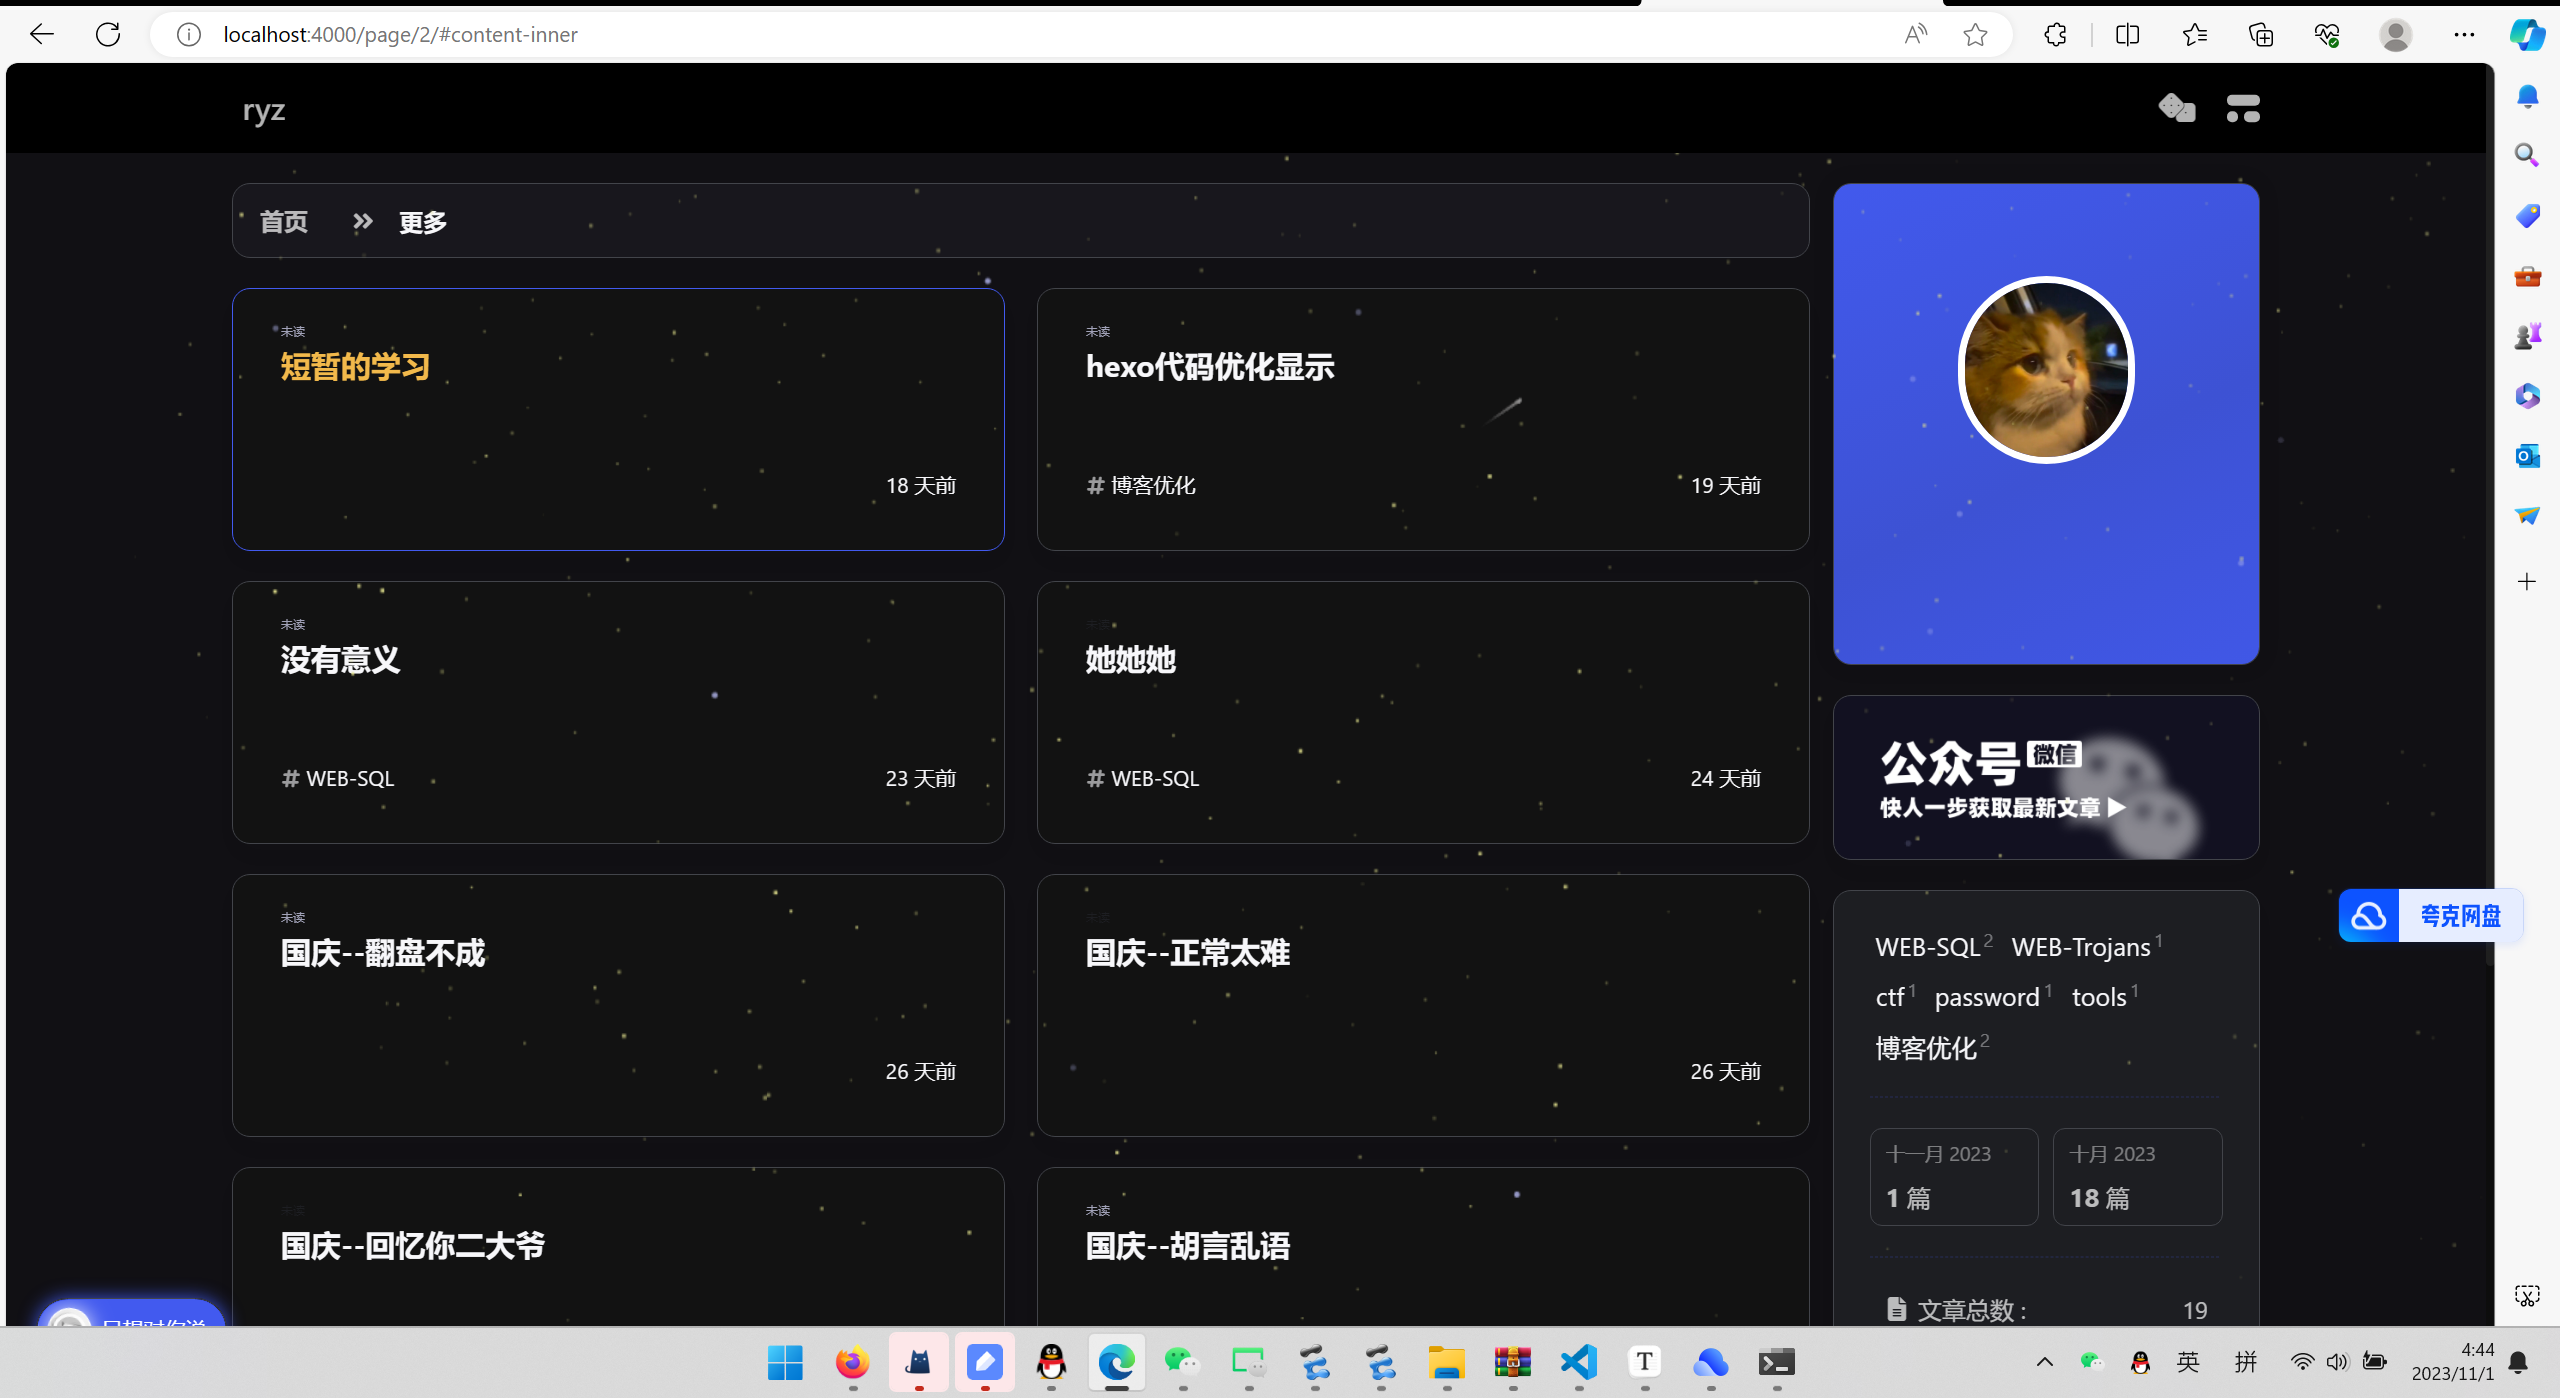 localhost:4000/page/2/#content-inner
ryz
首页 » 更多
未读
短暂的学习
18 天前
未读
hexo代码优化显示
# 博客优化
19 天前
未读
没有意义
# WEB-SQL
23 天前
未读
她她她
# WEB-SQL
24 天前
未读
国庆--翻盘不成
26 天前
未读
国庆--正常太难
26 天前
未读
国庆--回忆你二大爷
未读
国庆--胡言乱语
公众号 微信
快人一步获取最新文章 ▶
WEB-SQL 2 WEB-Trojans 1
ctf 1 password 1 tools 1
博客优化 2
十一月 2023
1 篇
十月 2023
18 篇
文章总数 :
19
夸克网盘
英 拼
4:44
2023/11/1